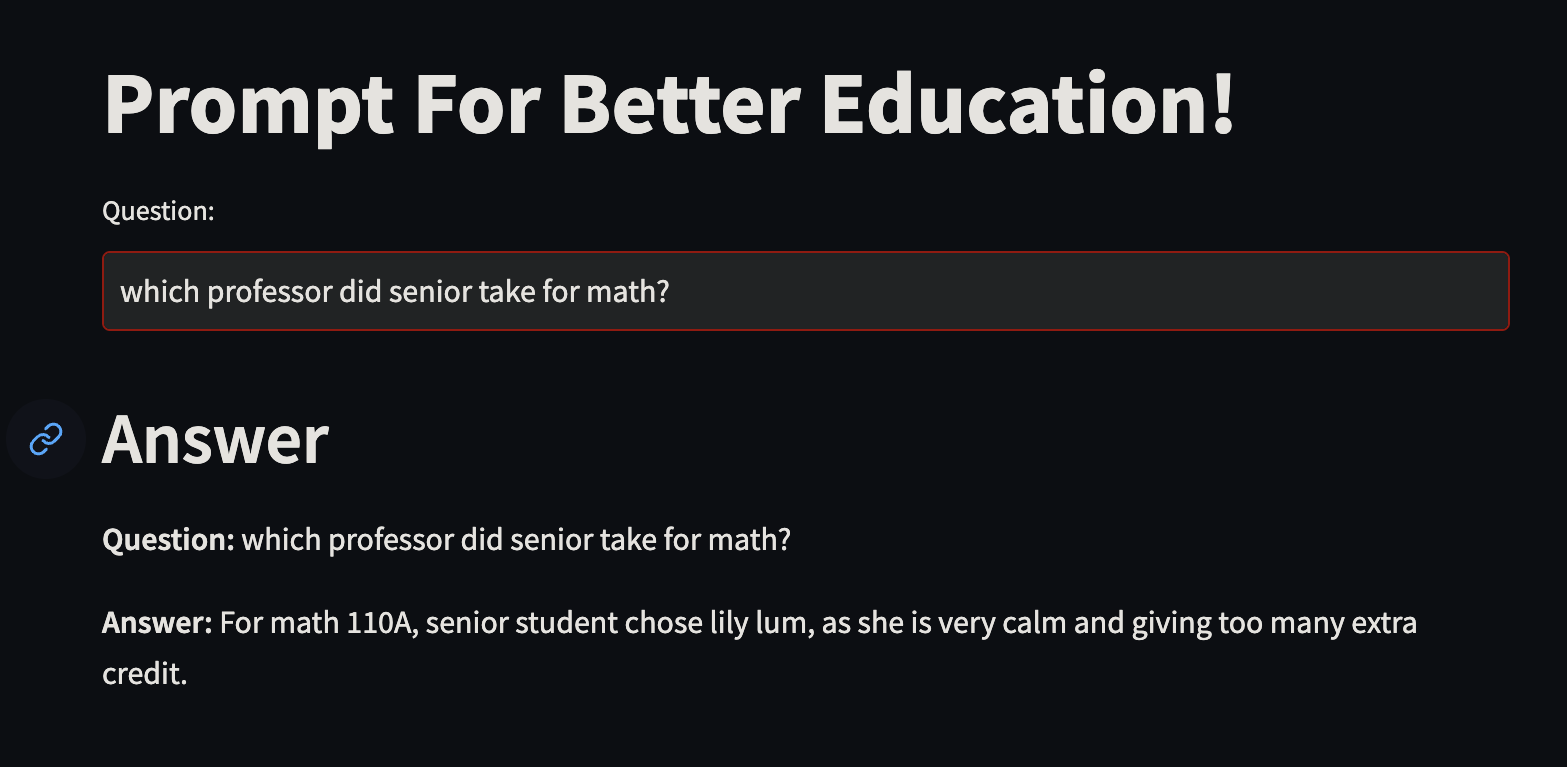 Prompt For Better Education!
Question:
which professor did senior take for math?
Answer
Question: which professor did senior take for math?
Answer: For math 110A, senior student chose lily lum, as she is very calm and giving too many extra
credit.